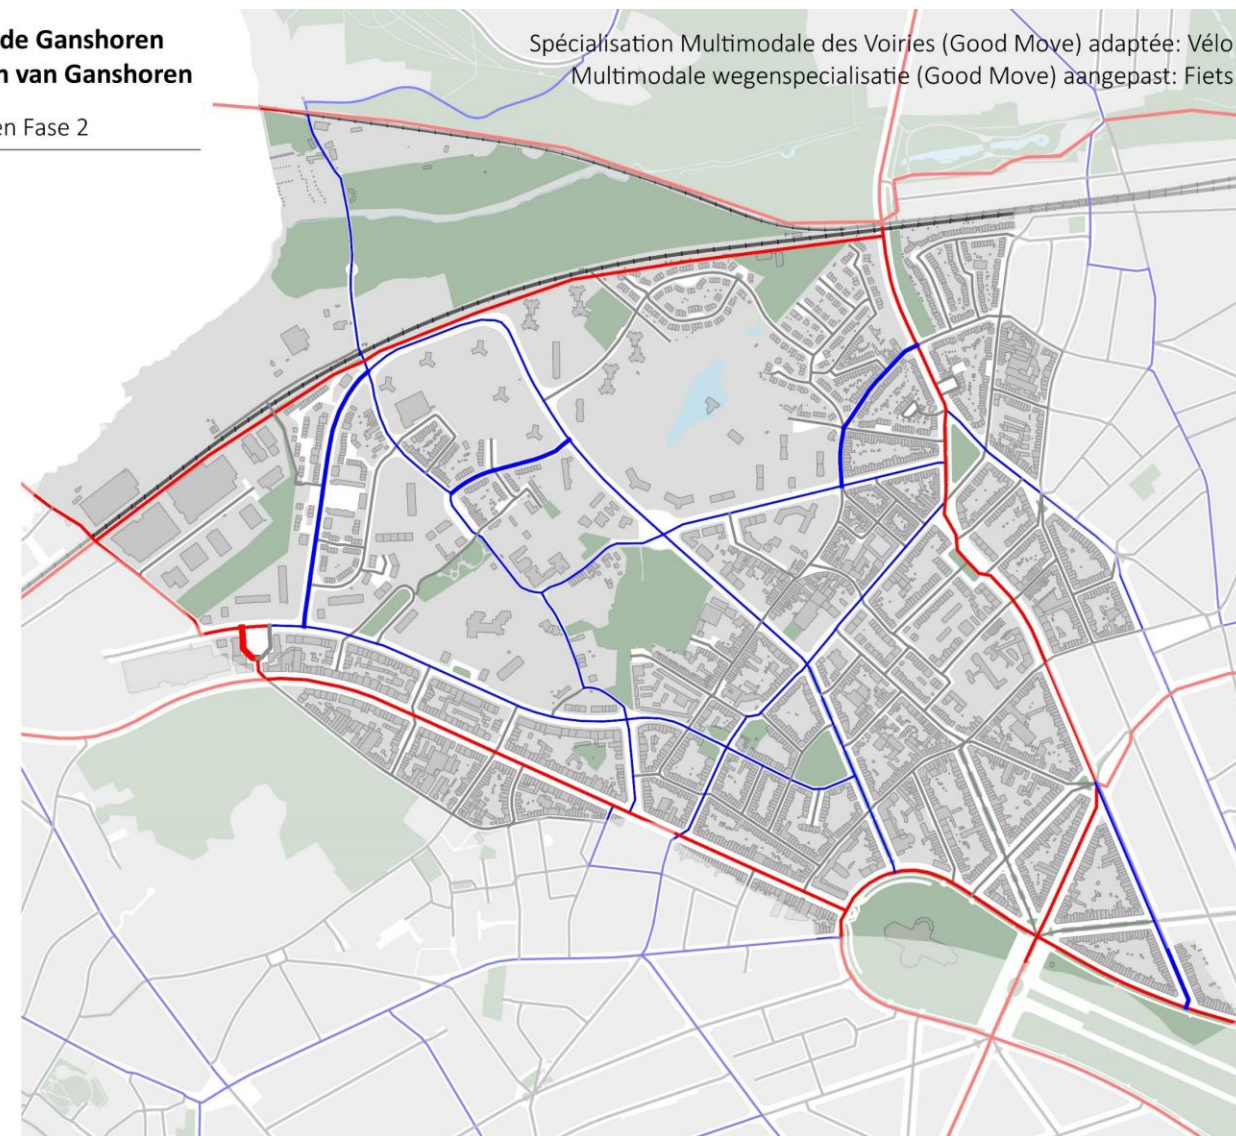 de Ganshoren
n van Ganshoren
en Fase 2
Spécialisation Multimodale des Voiries (Good Move) adaptée: Vélo
Multimodale wegenspecialisatie (Good Move) aangepast: Fiets